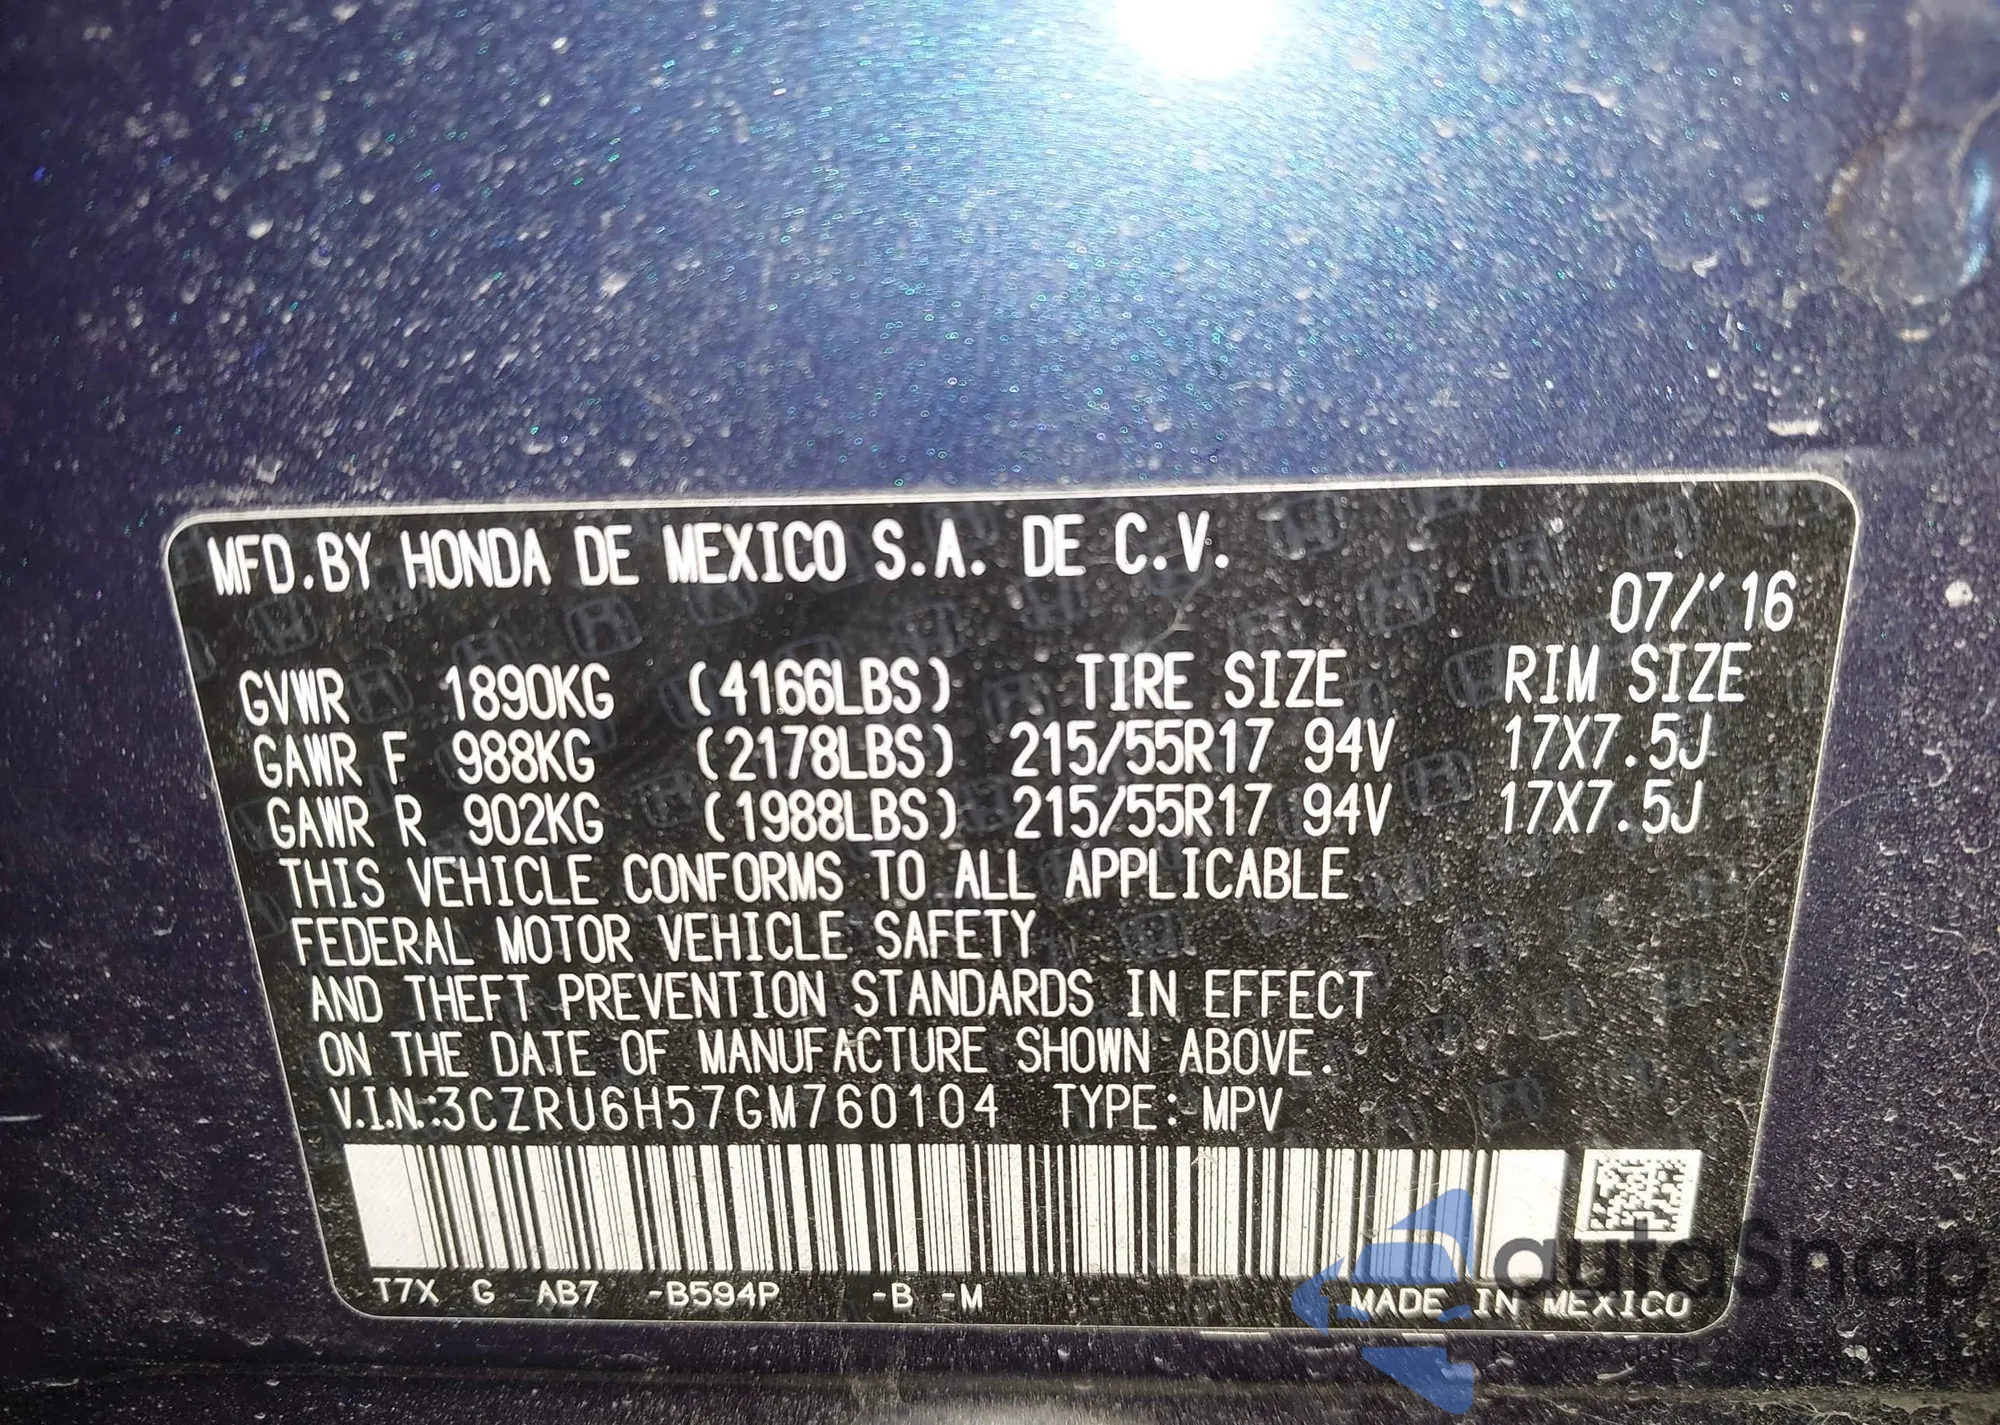 MFD.BY HONDA DE MEXICO S.A. DE C.V.
07/'16
GVWR 1890KG (4166LBS) TIRE SIZE RIM SIZE
GAWR F 988KG (2178LBS) 215/55R17 94V 17X7.5J
GAWR R 902KG (1988LBS) 215/55R17 94V 17X7.5J
THIS VEHICLE CONFORMS TO ALL APPLICABLE
FEDERAL MOTOR VEHICLE SAFETY
AND THEFT PREVENTION STANDARDS IN EFFECT
ON THE DATE OF MANUFACTURE SHOWN ABOVE.
V.I.N.:3CZRU6H57GM760104 TYPE: MPV
T7X G AB7 -B594P -B -M MADE IN MEXICO
autoSnap